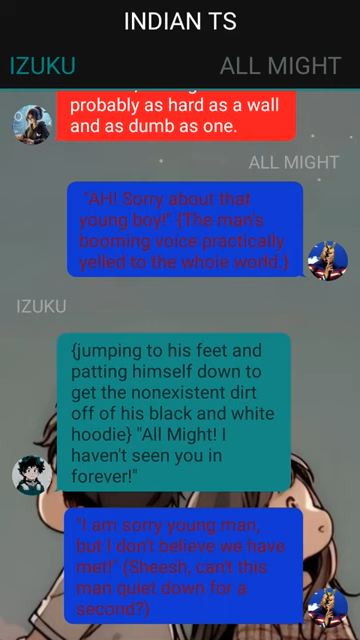 INDIAN TS
IZUKU
ALL MIGHT
probably as hard as a wall
and as dumb as one.
ALL MIGHT
"AH! Sorry about that
young boy!" (The man's
booming voice practically
yelled to the whole world.)
IZUKU
{jumping to his feet and
patting himself down to
get the nonexistent dirt
off of his black and white
hoodie} "All Might! I
haven't seen you in
forever!"
"I am sorry young man,
but I don't believe we have
met!" (Sheesh, can't this
man quiet down for a
second?)